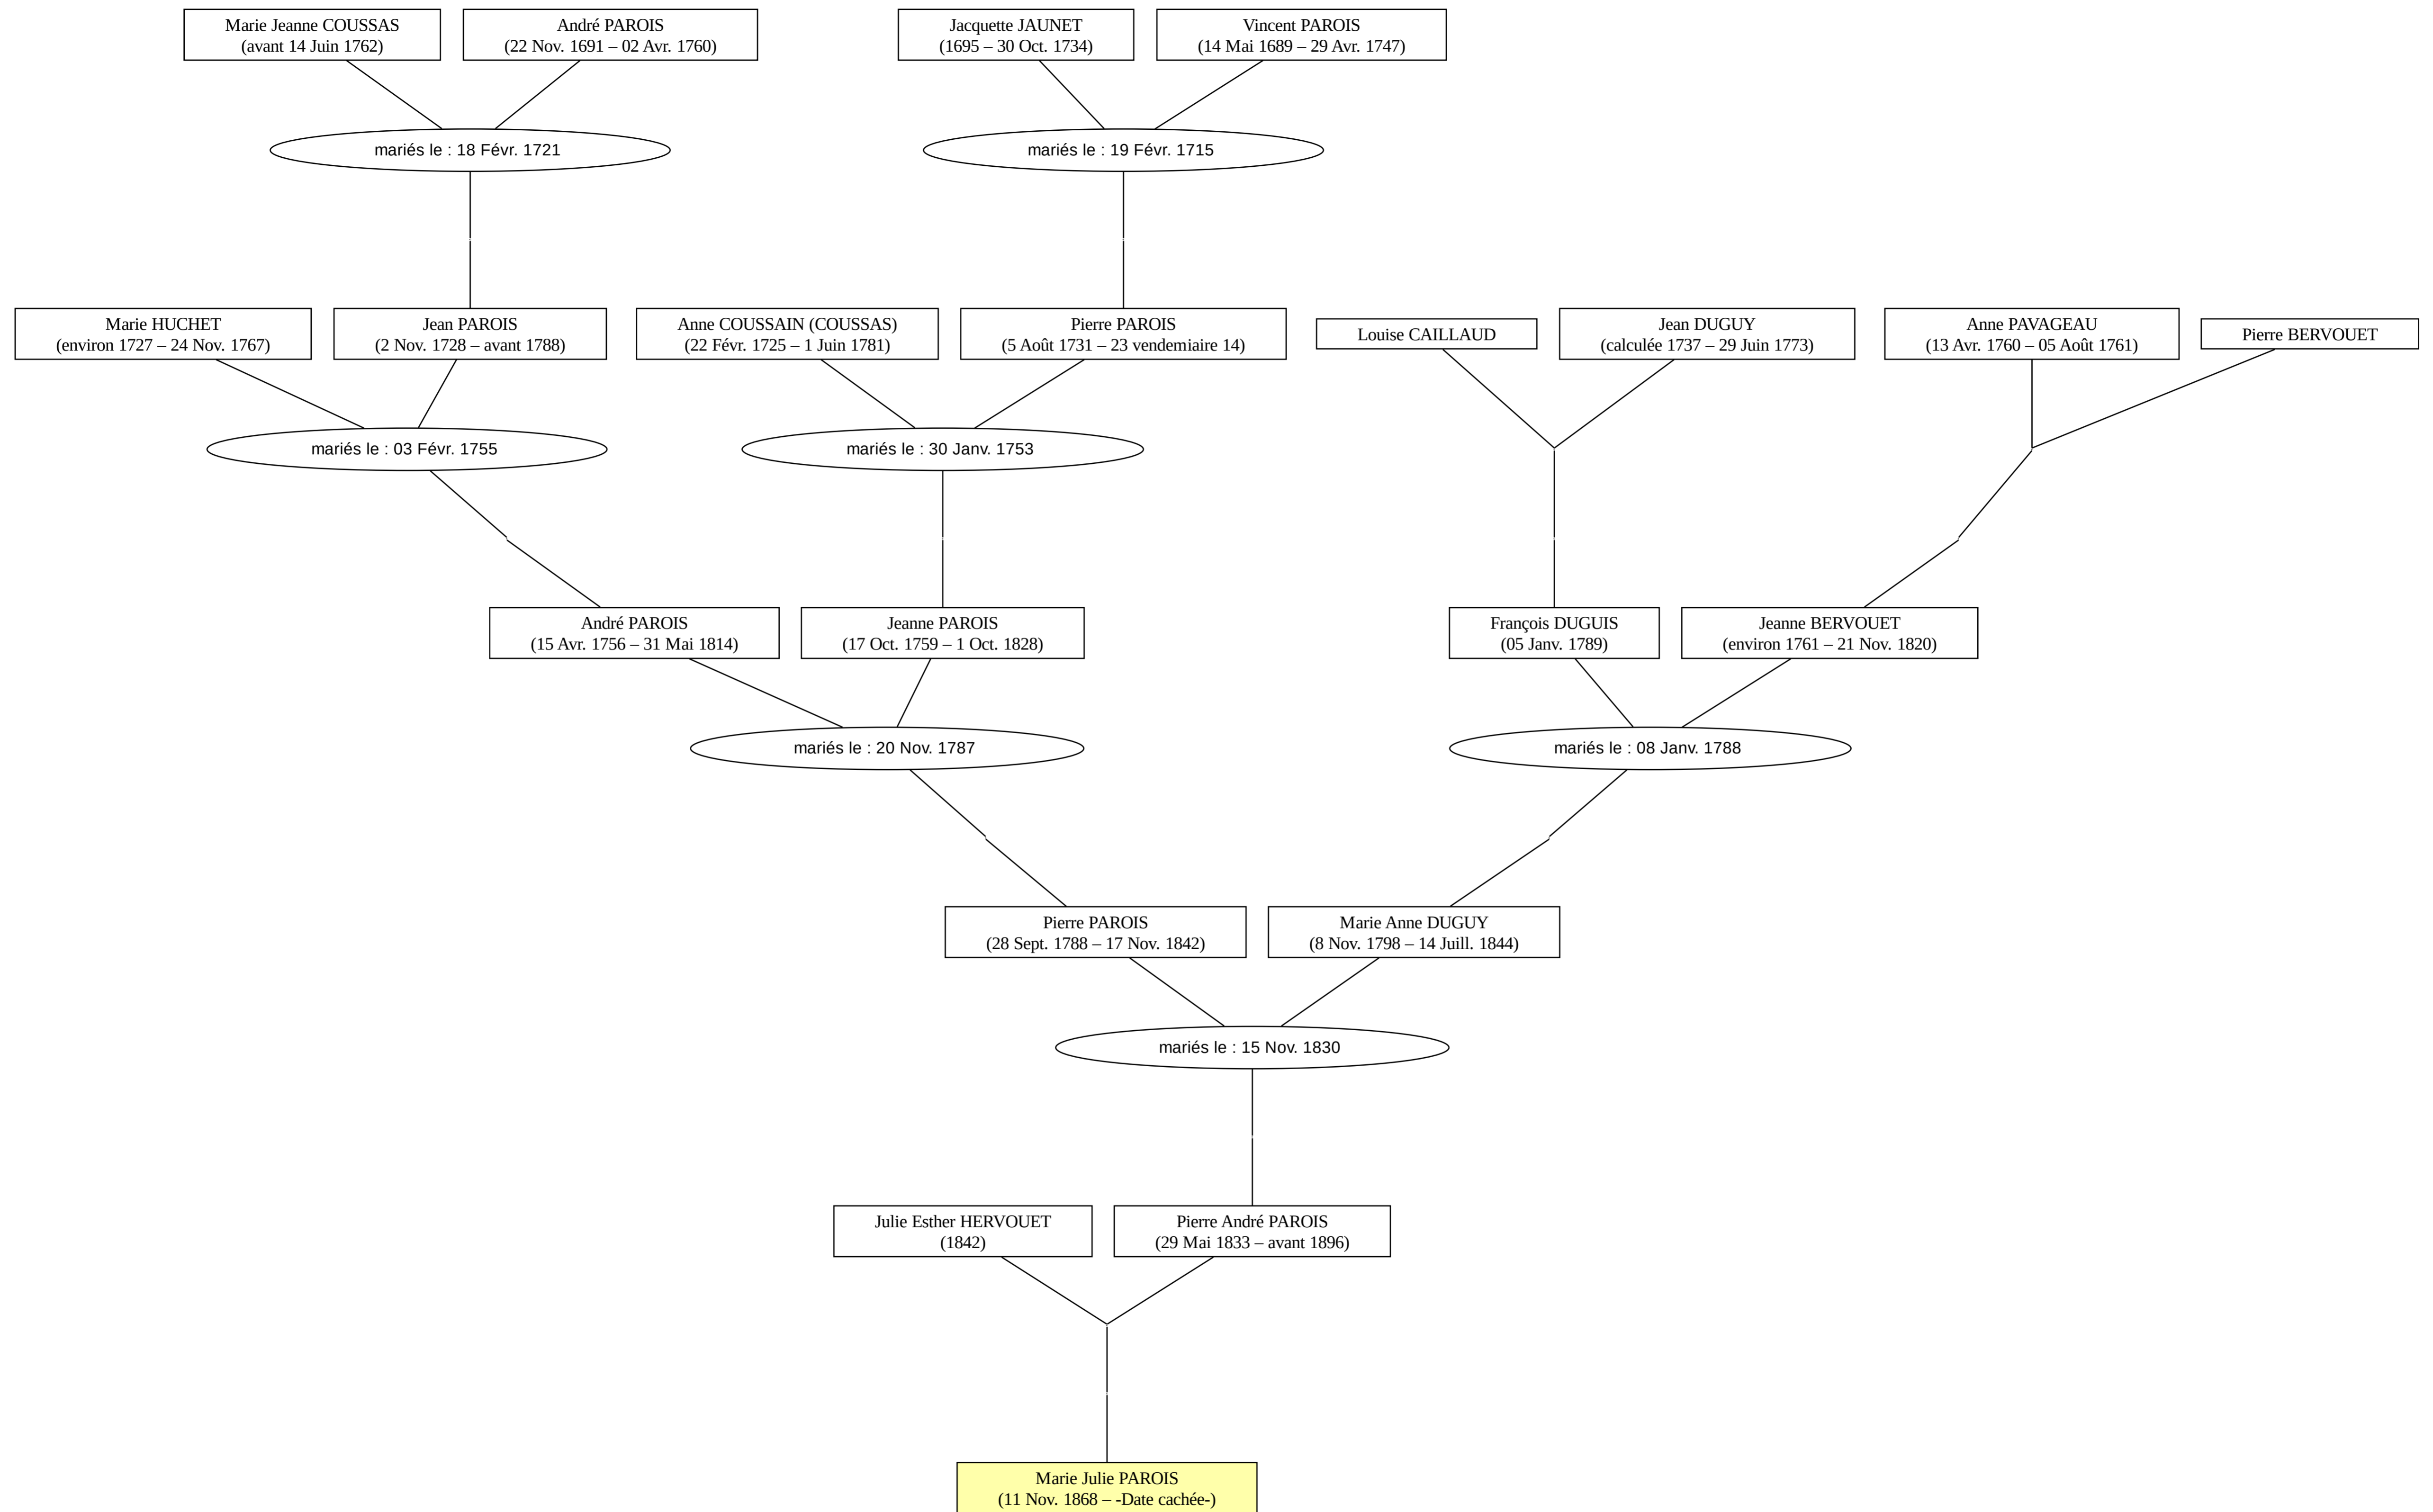 Marie Jeanne COUSSAS
(avant 14 Juin 1762)
André PAROIS
(22 Nov. 1691 – 02 Avr. 1760)
Jacquette JAUNET
(1695 – 30 Oct. 1734)
Vincent PAROIS
(14 Mai 1689 – 29 Avr. 1747)
mariés le : 18 Févr. 1721
mariés le : 19 Févr. 1715
Marie HUCHET
(environ 1727 – 24 Nov. 1767)
Jean PAROIS
(2 Nov. 1728 – avant 1788)
Anne COUSSAIN (COUSSAS)
(22 Févr. 1725 – 1 Juin 1781)
Pierre PAROIS
(5 Août 1731 – 23 vendemiaire 14)
Louise CAILLAUD
Jean DUGUY
(calculée 1737 – 29 Juin 1773)
Anne PAVAGEAU
(13 Avr. 1760 – 05 Août 1761)
Pierre BERVOUET
mariés le : 03 Févr. 1755
mariés le : 30 Janv. 1753
André PAROIS
(15 Avr. 1756 – 31 Mai 1814)
Jeanne PAROIS
(17 Oct. 1759 – 1 Oct. 1828)
François DUGUIS
(05 Janv. 1789)
Jeanne BERVOUET
(environ 1761 – 21 Nov. 1820)
mariés le : 20 Nov. 1787
mariés le : 08 Janv. 1788
Pierre PAROIS
(28 Sept. 1788 – 17 Nov. 1842)
Marie Anne DUGUY
(8 Nov. 1798 – 14 Juill. 1844)
mariés le : 15 Nov. 1830
Julie Esther HERVOUET
(1842)
Pierre André PAROIS
(29 Mai 1833 – avant 1896)
Marie Julie PAROIS
(11 Nov. 1868 – -Date cachée-)